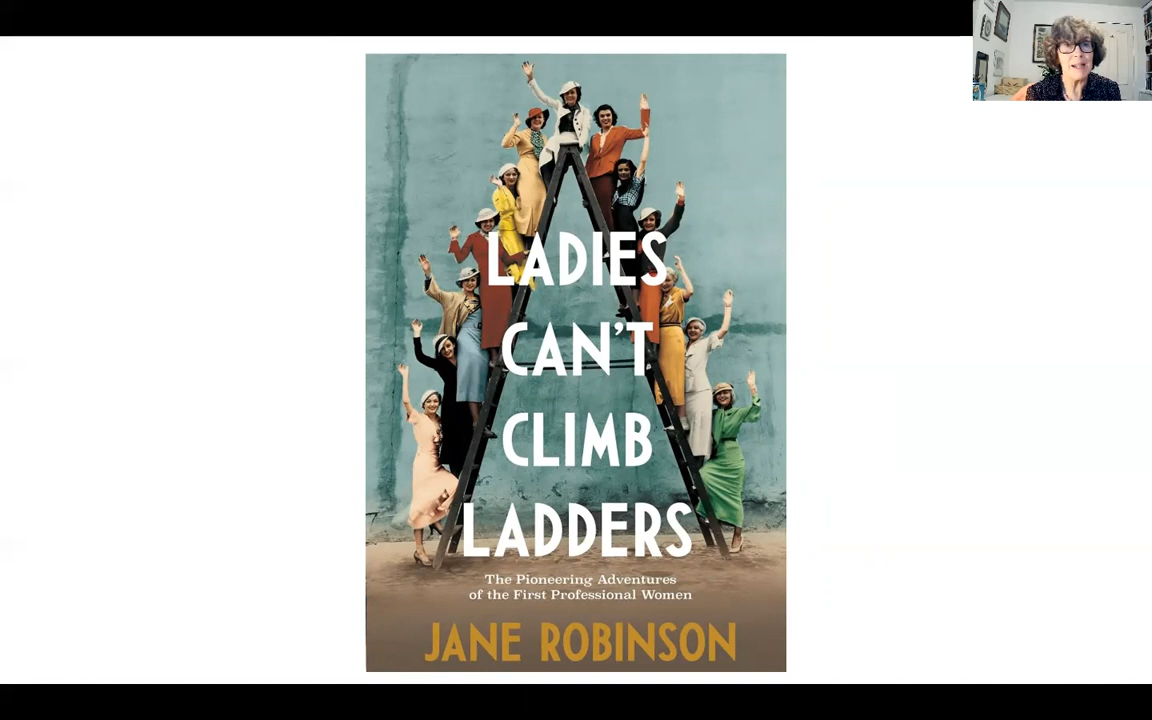 LADIES
CAN'T
CLIMB
LADDERS
The Pioneering Adventures
of the First Professional Women
JANE ROBINSON